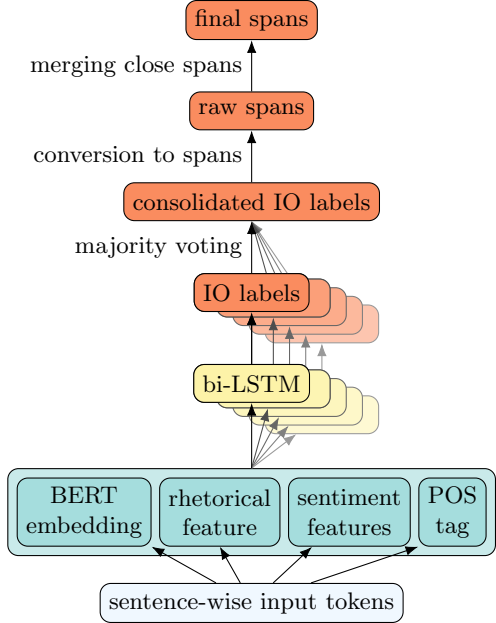 final spans
merging close spans
raw spans
conversion to spans
consolidated IO labels
majority voting
IO labels
bi-LSTM
BERT
embedding
rhetorical
feature
sentiment
features
POS
tag
sentence-wise input tokens